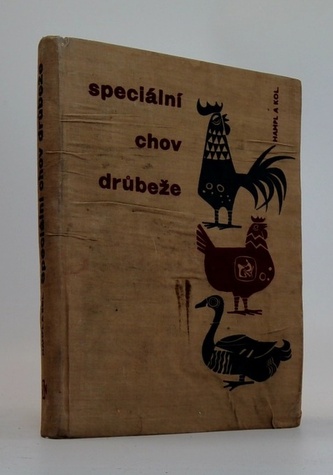 speciální
chov
drůbeže
HAMPL A KOL.